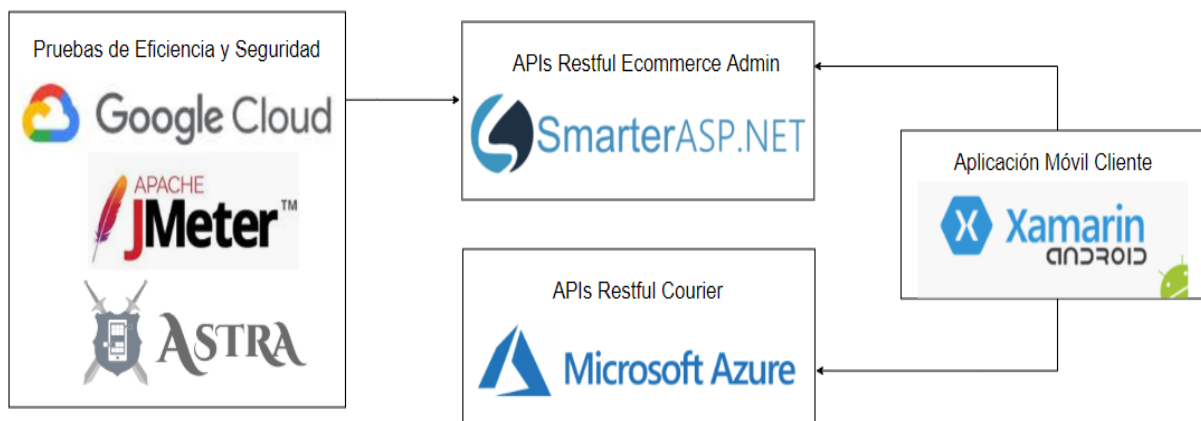 Pruebas de Eficiencia y Seguridad
Google Cloud
APACHE
JMeter™
ASTRA
APIs Restful Ecommerce Admin
SmarterASP.NET
APIs Restful Courier
Microsoft Azure
Aplicación Móvil Cliente
X Xamarin
ANDROID